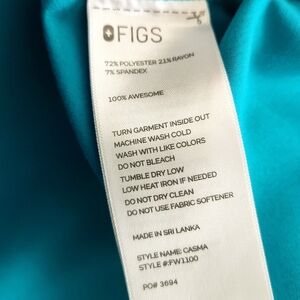 FIGS
72% POLYESTER 21% RAYON
7% SPANDEX
100% AWESOME
TURN GARMENT INSIDE OUT
MACHINE WASH COLD
WASH WITH LIKE COLORS
DO NOT BLEACH
TUMBLE DRY LOW
LOW HEAT IRON IF NEEDED
DO NOT DRY CLEAN
DO NOT USE FABRIC SOFTENER
MADE IN SRI LANKA
STYLE NAME: CASMA
STYLE #:FW1100
PO# 3694